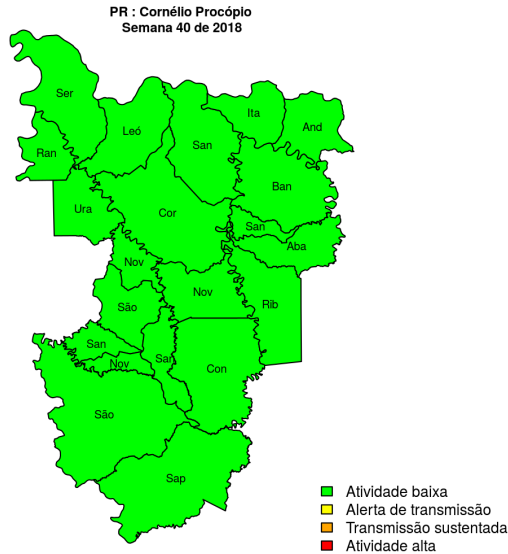 PR : Cornélio Procópio
Semana 40 de 2018
Ser
Ita
And
Leó
San
Ran
Ban
Ura
Cor
San
Aba
Nov
Nov
Rib
São
San
San
Nov
Con
São
Sap
Atividade baixa
Alerta de transmissão
Transmissão sustentada
Atividade alta